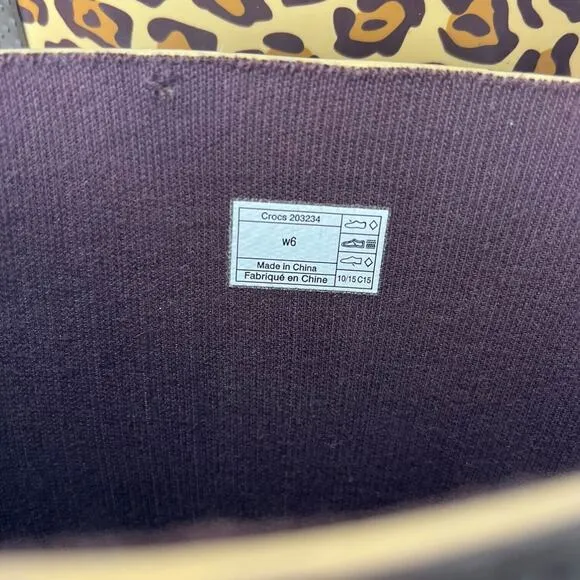 Crocs 203234
w6
Made in China
Fabriqué en Chine
10/15 C15